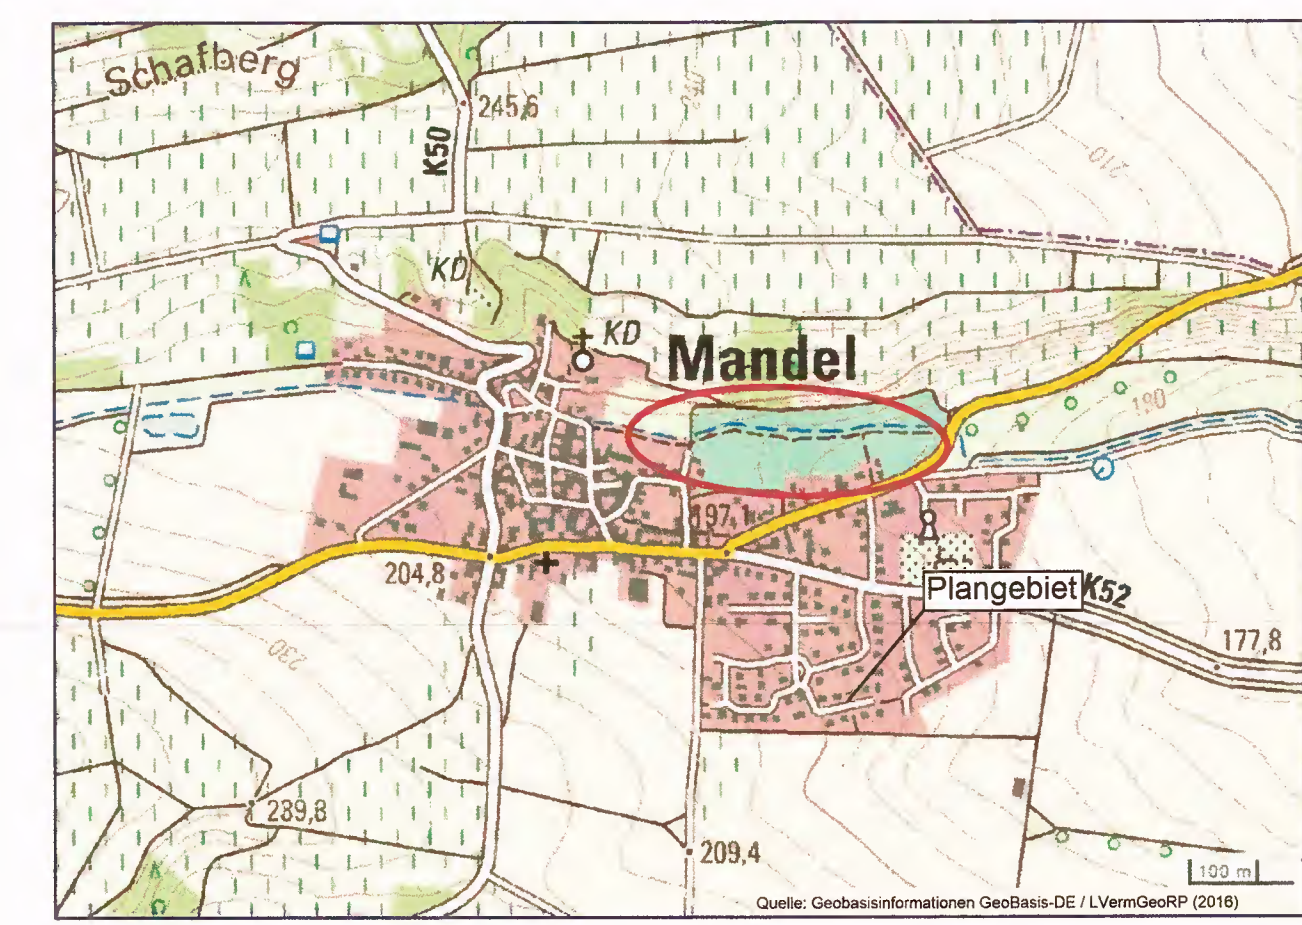 Schafberg
245,6
K50
210
KD
KD
Mandel
180
197,1
204,8
Plangebiet
K52
230
177,8
239,8
209,4
100 m
Quelle: Geobasisinformationen GeoBasis-DE / LVermGeoRP (2016)